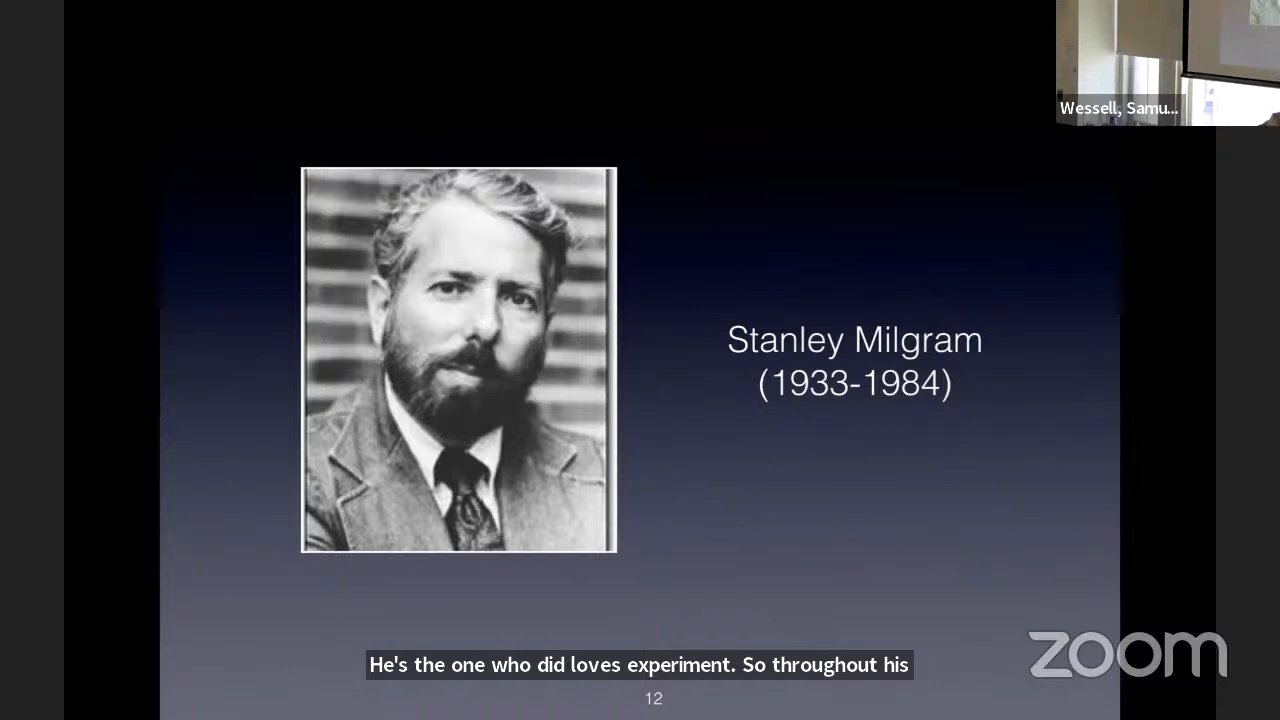 Wessell, Samu...
Stanley Milgram
(1933-1984)
He's the one who did loves experiment. So throughout his
zoom
12